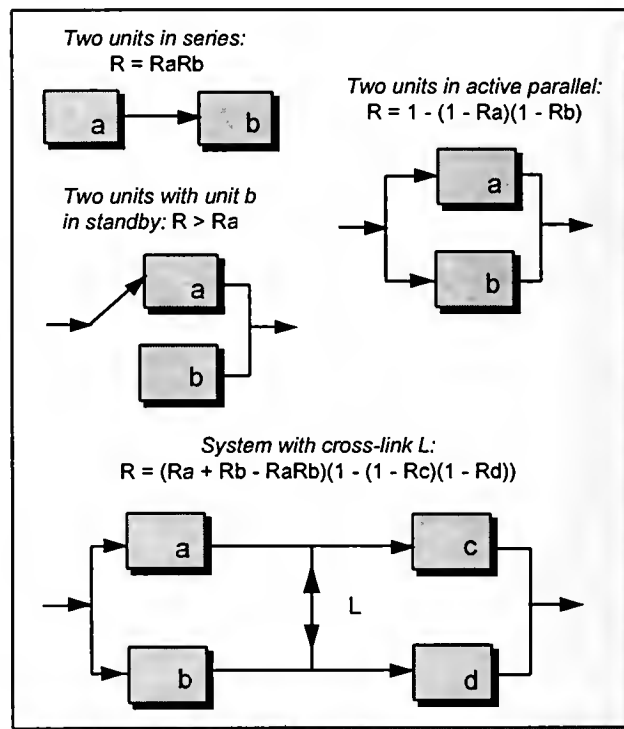 Two units in series:
R = RaRb
a
b
Two units in active parallel:
R = 1 - (1 - Ra)(1 - Rb)
a
b
Two units with unit b
in standby: R > Ra
a
b
System with cross-link L:
R = (Ra + Rb - RaRb)(1 - (1 - Rc)(1 - Rd))
a
c
L
b
d